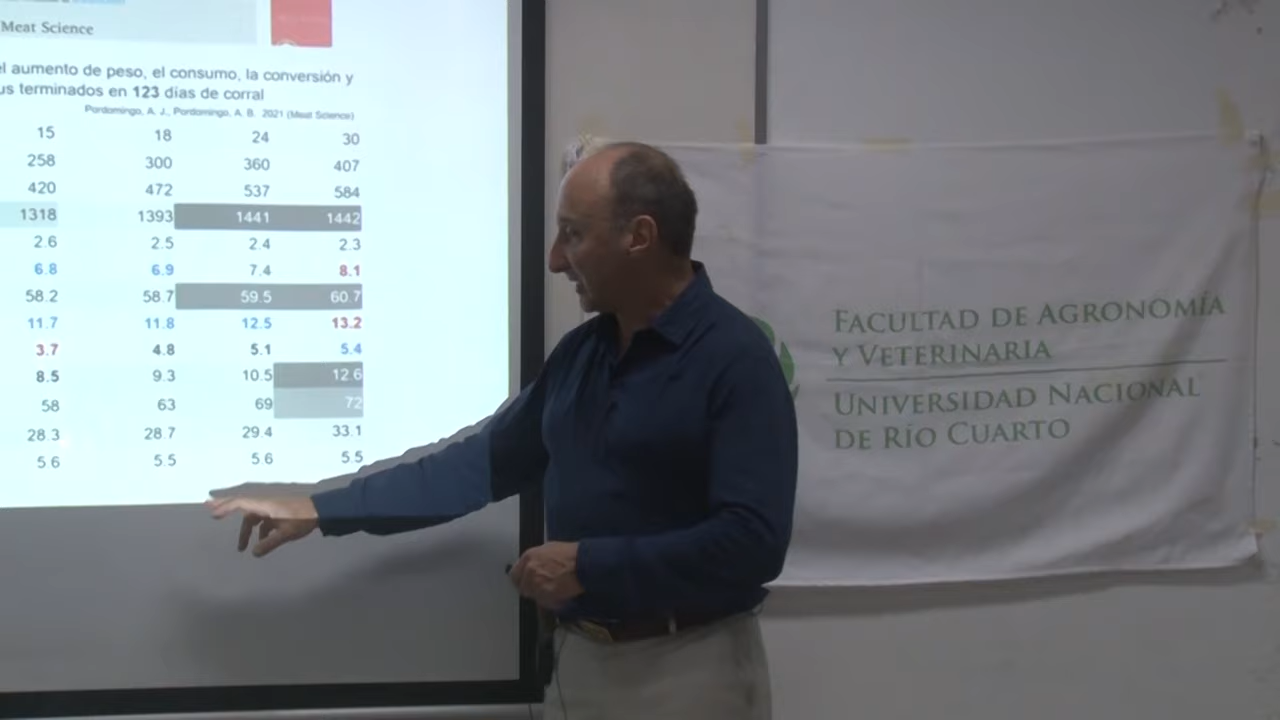 Meat Science
el aumento de peso, el consumo, la conversión y
us terminados en 123 días de corral
Pordomingo, A. J., Pordomingo, A. B. 2021 (Meat Science)
15 18 24 30
258 300 360 407
420 472 537 584
1318 1393 1441 1442
2.6 2.5 2.4 2.3
6.8 6.9 7.4 8.1
58.2 58.7 59.5 60.7
11.7 11.8 12.5 13.2
3.7 4.8 5.1 5.4
8.5 9.3 10.5 12.6
58 63 69 72
28.3 28.7 29.4 33.1
5.6 5.5 5.6 5.5
FACULTAD DE AGRONOMÍA
Y VETERINARIA
UNIVERSIDAD NACIONAL
DE RÍO CUARTO